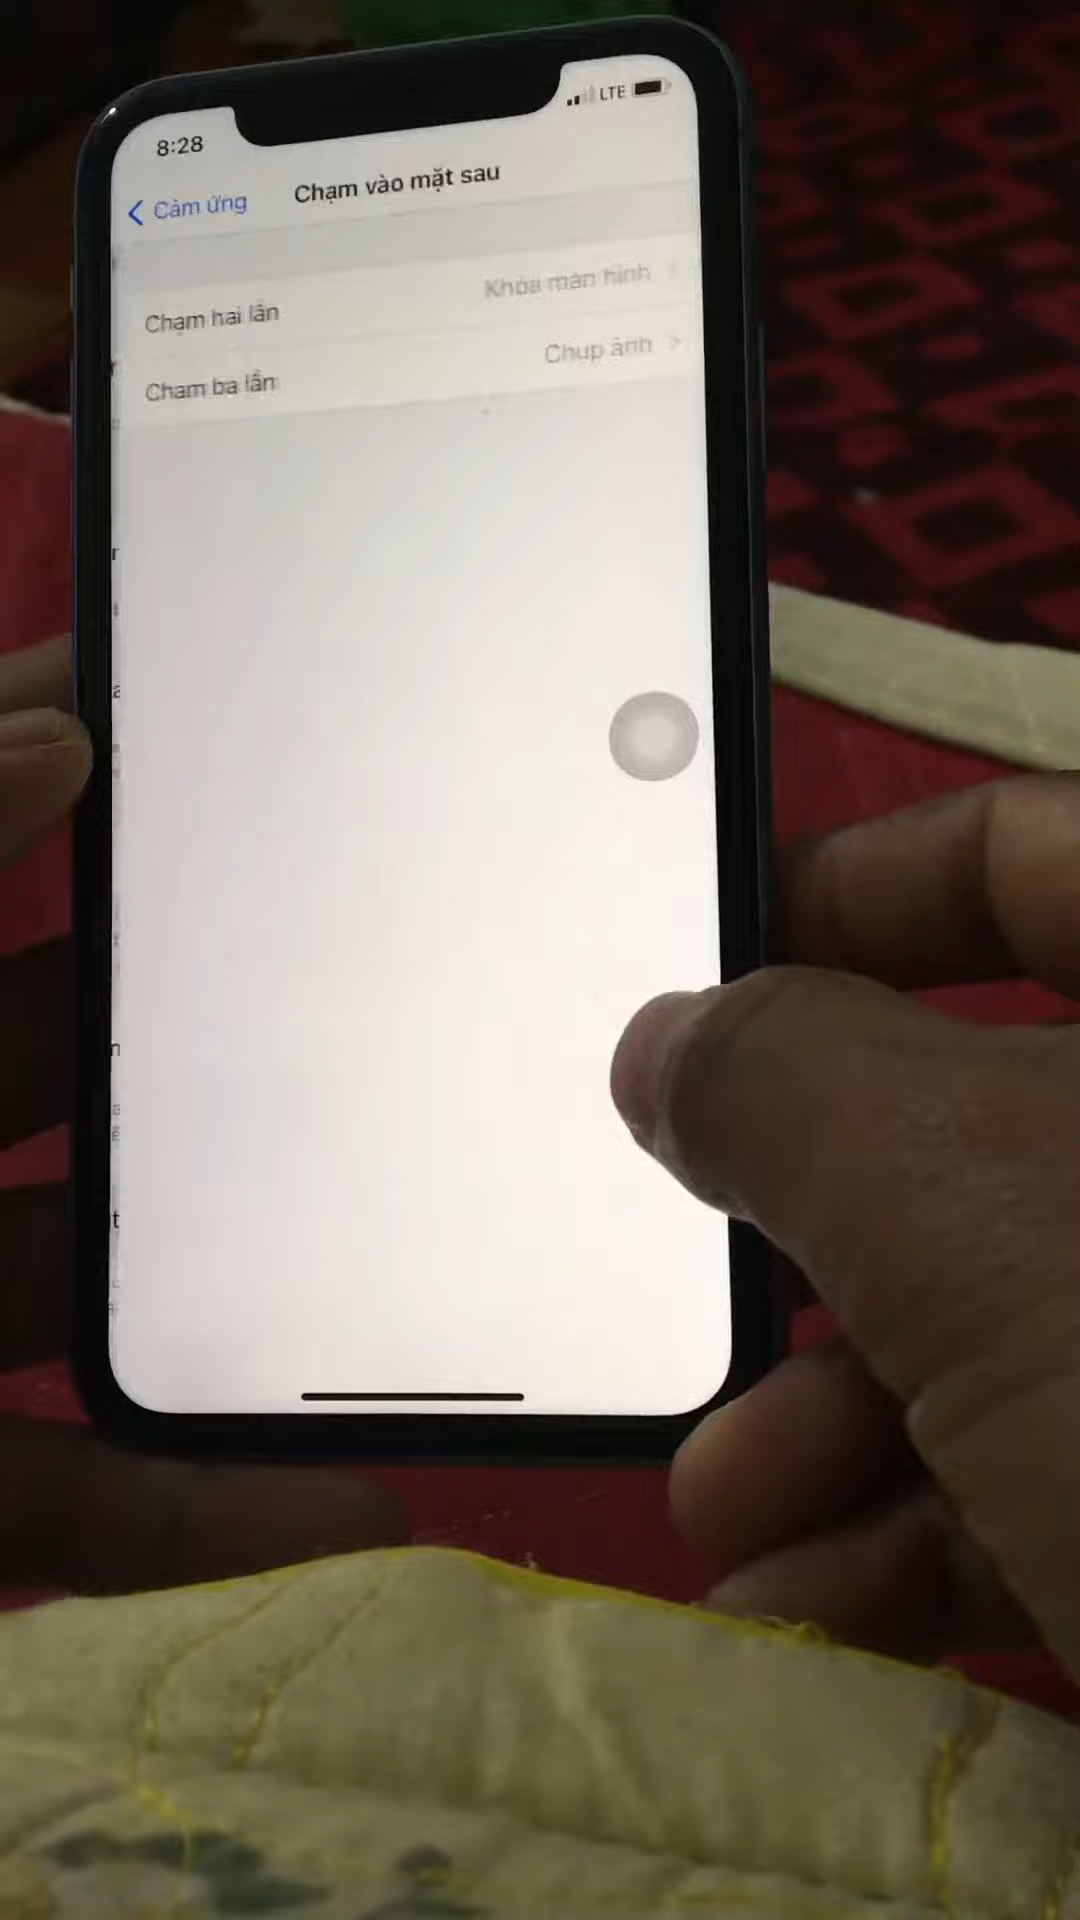 8:28
LTE
Cảm ứng
Chạm vào mặt sau
Chạm hai lần
Khóa màn hình
Chạm ba lần
Chụp ảnh